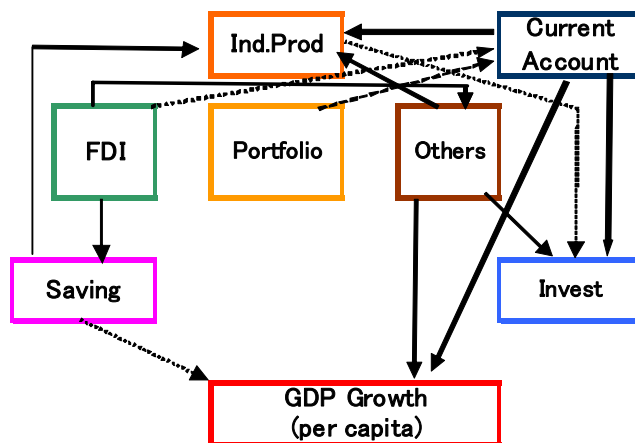 Ind.Prod
Current
Account
FDI
Portfolio
Others
Saving
Invest
GDP Growth
(per capita)